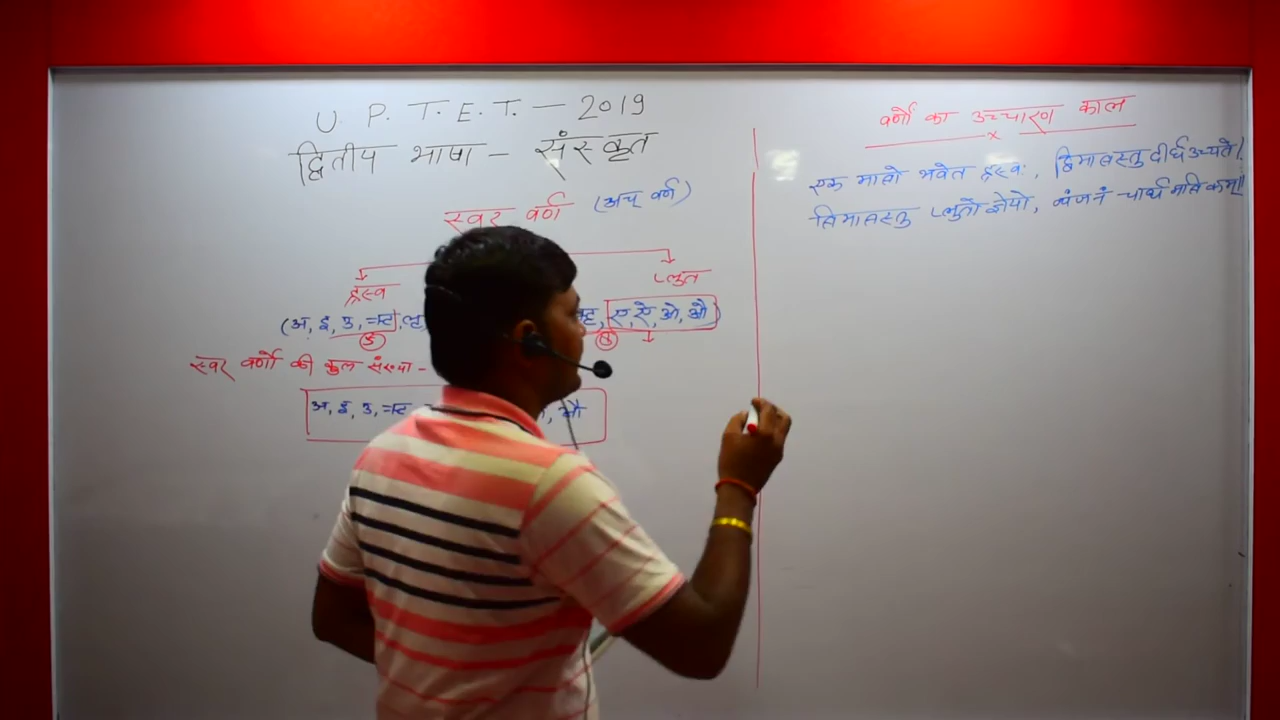 U. P. T. E. T. - 2019
द्वितीय भाषा - संस्कृत
स्वर वर्ण (अच् वर्ण)
ह्रस्व
प्लुत
(अ, इ, उ, ऋ, लृ
ए, ऐ, ओ, औ)
5
स्वर वर्णो की कुल संख्या -
अ, इ, उ, ऋ
, औ
वर्णो का उच्चारण काल
x
एक मात्रो भवेत ह्रस्वः, द्विमात्रस्तु दीर्घ उच्यते।
त्रिमात्रस्तु प्लुतो ज्ञेयो, व्यंजनं चार्ध मात्रिकम्॥